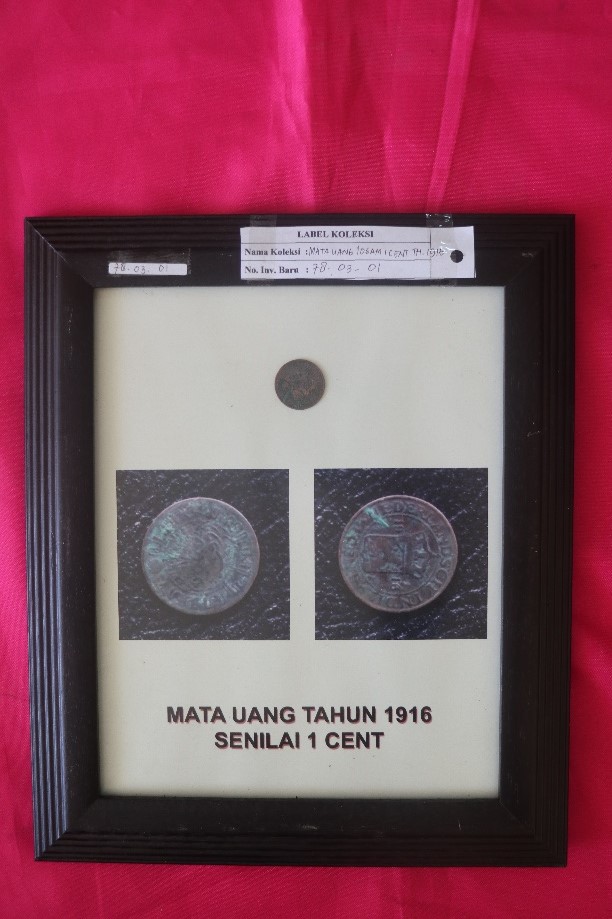 LABEL KOLEKSI
Nama Koleksi : MATA UANG LOGAM 1 CENT TH. 1916
No. Inv. Baru : 78. 03. 01
78. 03. 01
MATA UANG TAHUN 1916
SENILAI 1 CENT